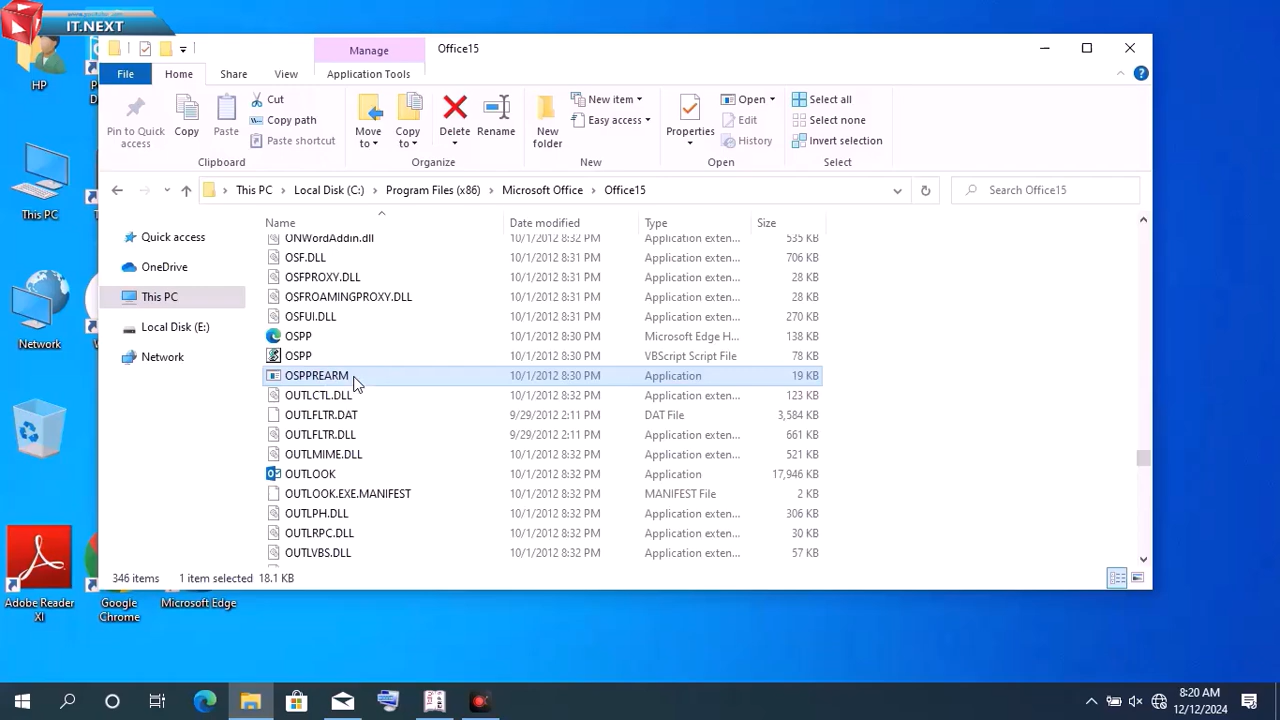 IT.NEXT
HP
This PC
Network
Adobe Reader XI
Google Chrome
Microsoft Edge
Manage
Office15
File
Home
Share
View
Application Tools
Pin to Quick access
Copy
Paste
Cut
Copy path
Paste shortcut
Clipboard
Move to
Copy to
Delete
Rename
Organize
New folder
New item
Easy access
New
Properties
Open
Edit
History
Open
Select all
Select none
Invert selection
Select
This PC > Local Disk (C:) > Program Files (x86) > Microsoft Office > Office15
Search Office15
Quick access
OneDrive
This PC
Local Disk (E:)
Network
Name Date modified Type Size
ONWordAddin.dll 10/1/2012 8:32 PM Application exten... 535 KB
OSF.DLL 10/1/2012 8:31 PM Application exten... 706 KB
OSFPROXY.DLL 10/1/2012 8:31 PM Application exten... 28 KB
OSFROAMINGPROXY.DLL 10/1/2012 8:31 PM Application exten... 28 KB
OSFUI.DLL 10/1/2012 8:31 PM Application exten... 270 KB
OSPP 10/1/2012 8:30 PM Microsoft Edge H... 138 KB
OSPP 10/1/2012 8:30 PM VBScript Script File 78 KB
OSPPREARM 10/1/2012 8:30 PM Application 19 KB
OUTLCTL.DLL 10/1/2012 8:32 PM Application exten... 123 KB
OUTLFLTR.DAT 9/29/2012 2:11 PM DAT File 3,584 KB
OUTLFLTR.DLL 9/29/2012 2:11 PM Application exten... 661 KB
OUTLMIME.DLL 10/1/2012 8:32 PM Application exten... 521 KB
OUTLOOK 10/1/2012 8:32 PM Application 17,946 KB
OUTLOOK.EXE.MANIFEST 10/1/2012 8:32 PM MANIFEST File 2 KB
OUTLPH.DLL 10/1/2012 8:32 PM Application exten... 306 KB
OUTLRPC.DLL 10/1/2012 8:32 PM Application exten... 30 KB
OUTLVBS.DLL 10/1/2012 8:32 PM Application exten... 57 KB
346 items 1 item selected 18.1 KB
8:20 AM
12/12/2024